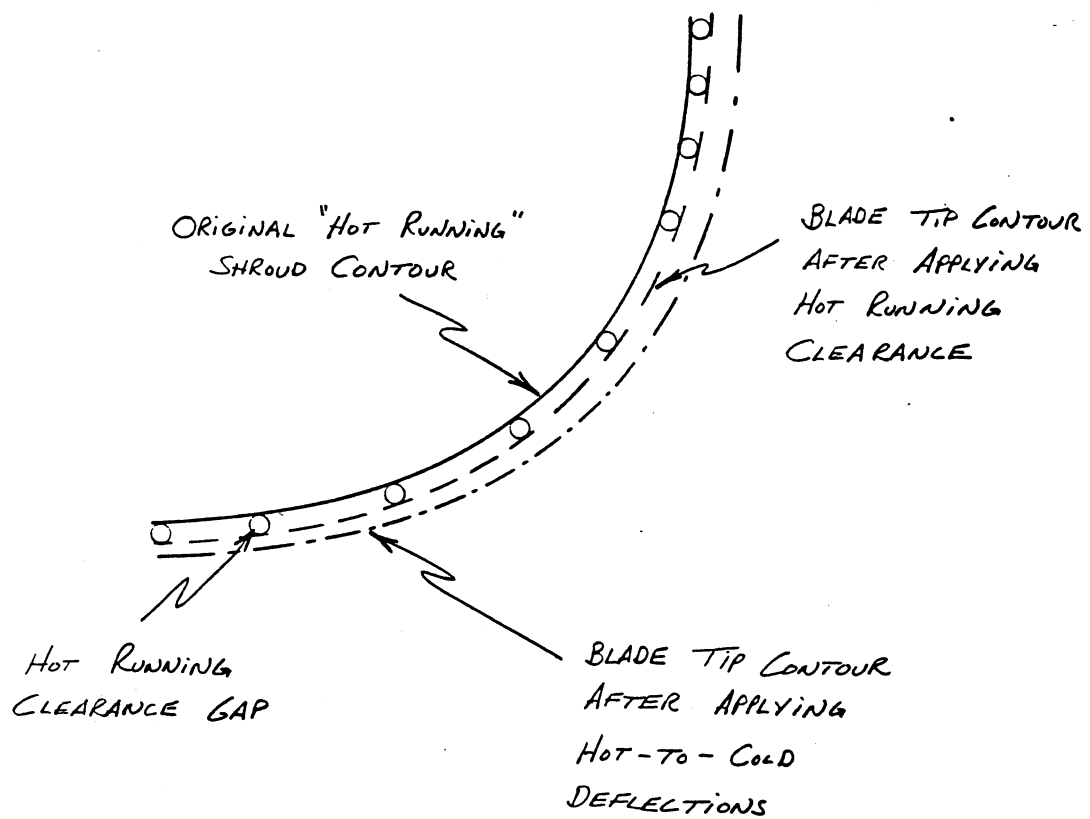 ORIGINAL "HOT RUNNING"
SHROUD CONTOUR
BLADE TIP CONTOUR
AFTER APPLYING
HOT RUNNING
CLEARANCE
HOT RUNNING
CLEARANCE GAP
BLADE TIP CONTOUR
AFTER APPLYING
HOT-TO-COLD
DEFLECTIONS